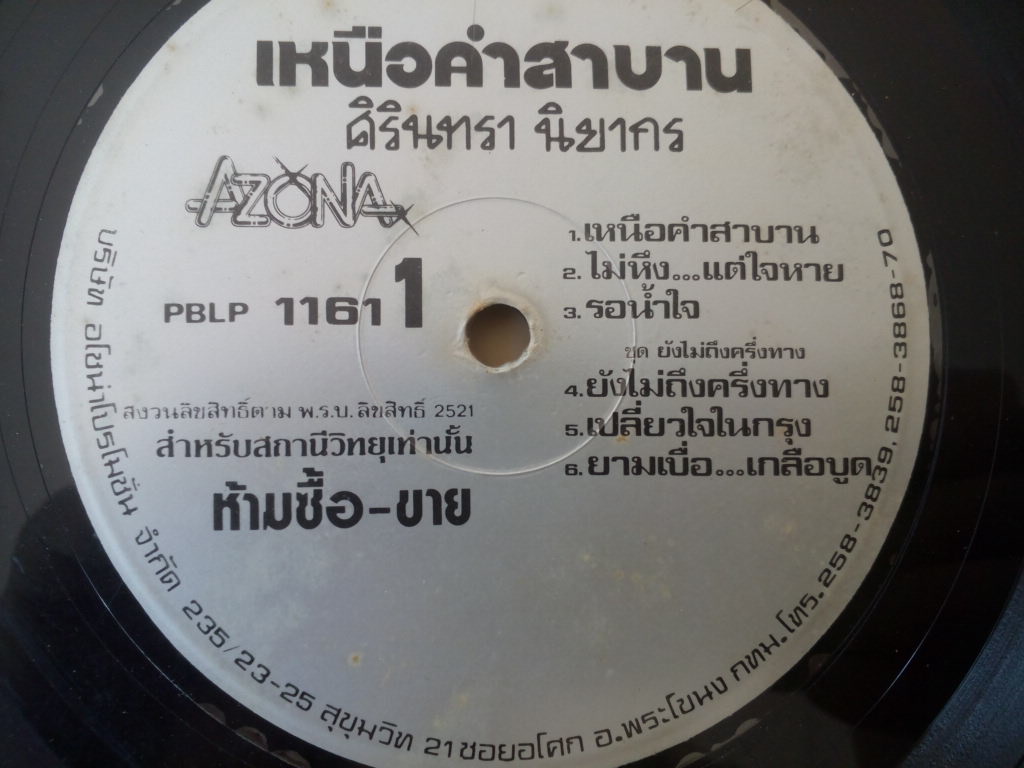 เหนือคำสาบาน
ศิรินทรา นิยากร
AZONA
PBLP 1161 1
1.เหนือคำสาบาน
2.ไม่หึง...แต่ใจหาย
3.รอน้ำใจ
ชุด ยังไม่ถึงครึ่งทาง
4.ยังไม่ถึงครึ่งทาง
5.เปลี่ยวใจในกรุง
6.ยามเบื่อ...เกลือบูด
สงวนลิขสิทธิ์ตาม พ.ร.บ. ลิขสิทธิ์ 2521
สำหรับสถานีวิทยุเท่านั้น
ห้ามซื้อ-ขาย
บริษัท อโซน่าโปรโมชั่น จำกัด 235/23-25 สุขุมวิท 21 ซอยอโศก อ.พระโขนง กทม. โทร. 258-3839, 258-3868-70